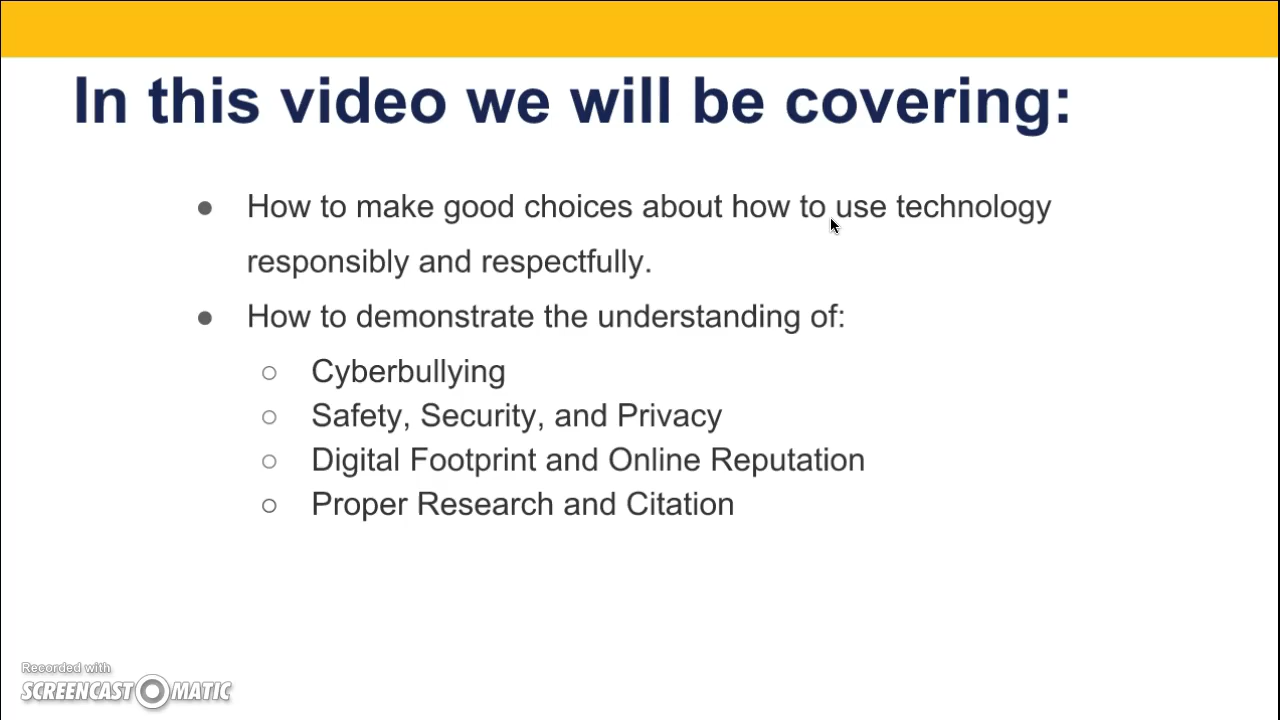 In this video we will be covering:
● How to make good choices about how to use technology
responsibly and respectfully.
● How to demonstrate the understanding of:
○ Cyberbullying
○ Safety, Security, and Privacy
○ Digital Footprint and Online Reputation
○ Proper Research and Citation
Recorded with
SCREENCAST MATIC